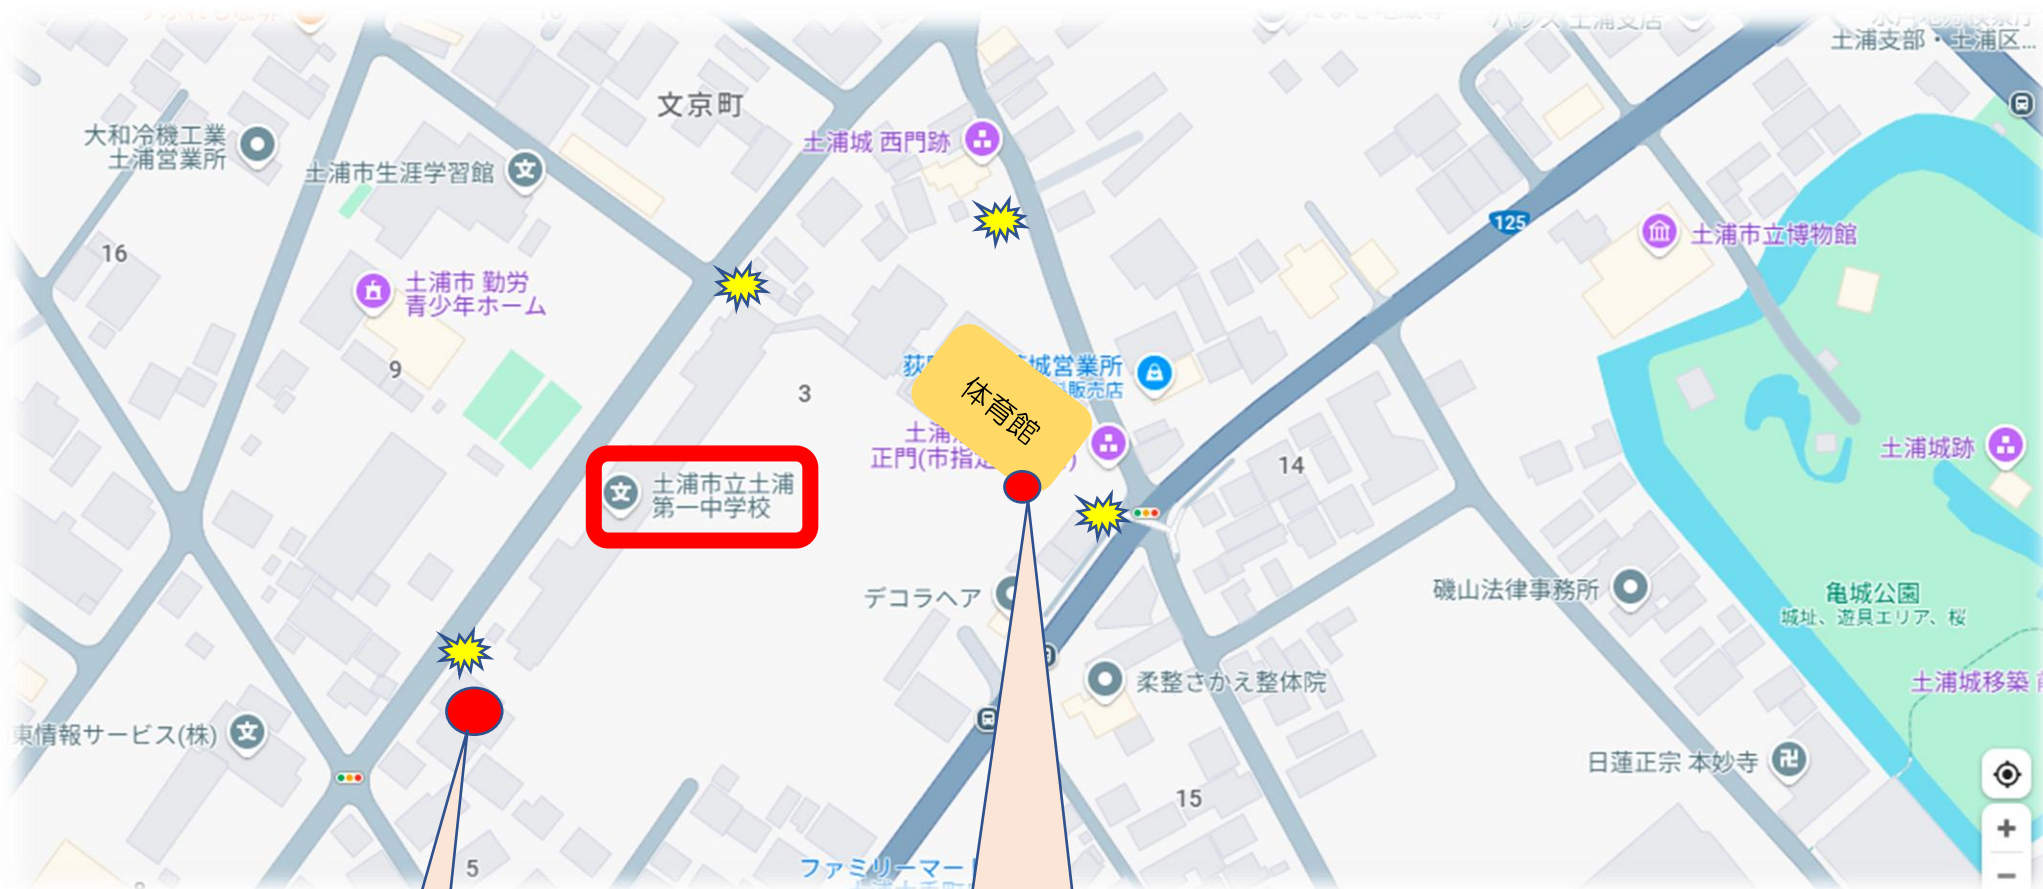 土浦支部・土浦区...
文京町
大和冷機工業
土浦営業所
土浦城 西門跡
土浦市生涯学習館
125
土浦市立博物館
16
土浦市 勤労
青少年ホーム
9
3
城営業所
販売店
体育館
正門(市指定
14
土浦城跡
土浦市立土浦
第一中学校
デコラヘア
磯山法律事務所
亀城公園
城址、遊具エリア、桜
柔整さかえ整体院
土浦城移築
東情報サービス(株)
日蓮正宗 本妙寺
15
5
ファミリーマート